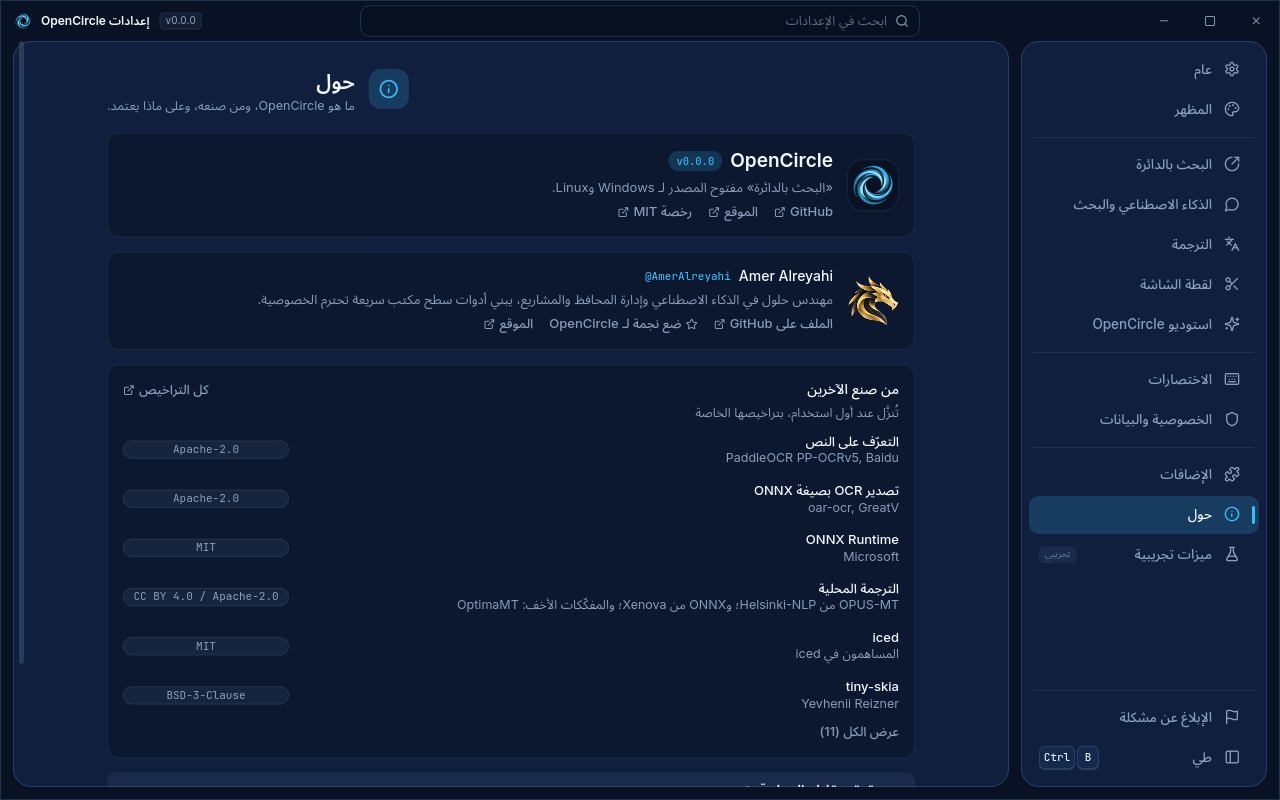 إعدادات OpenCircle v0.0.0
ابحث في الإعدادات
عام
المظهر
البحث بالدائرة
الذكاء الاصطناعي والبحث
الترجمة
لقطة الشاشة
استوديو OpenCircle
الاختصارات
الخصوصية والبيانات
الإضافات
حول
ميزات تجريبية تجريبي
الإبلاغ عن مشكلة
طي B Ctrl
حول
ما هو OpenCircle، ومن صنعه، وعلى ماذا يعتمد.
OpenCircle v0.0.0
«البحث بالدائرة» مفتوح المصدر لـ Windows وLinux.
GitHub الموقع رخصة MIT
Amer Alreyahi @AmerAlreyahi
مهندس حلول في الذكاء الاصطناعي وإدارة المحافظ والمشاريع، يبني أدوات سطح مكتب سريعة تحترم الخصوصية.
الملف على GitHub ضع نجمة لـ OpenCircle الموقع
من صنع الآخرين كل التراخيص
تُنزَّل عند أول استخدام، بتراخيصها الخاصة
التعرّف على النص
PaddleOCR PP-OCRv5, Baidu
Apache-2.0
تصدير OCR بصيغة ONNX
oar-ocr, GreatV
Apache-2.0
ONNX Runtime
Microsoft
MIT
الترجمة المحلية
OPUS-MT من Helsinki-NLP؛ وONNX من Xenova؛ والمفكّكات الأخف: OptimaMT
CC BY 4.0 / Apache-2.0
iced
المساهمون في iced
MIT
tiny-skia
Yevhenii Reizner
BSD-3-Clause
عرض الكل (11)